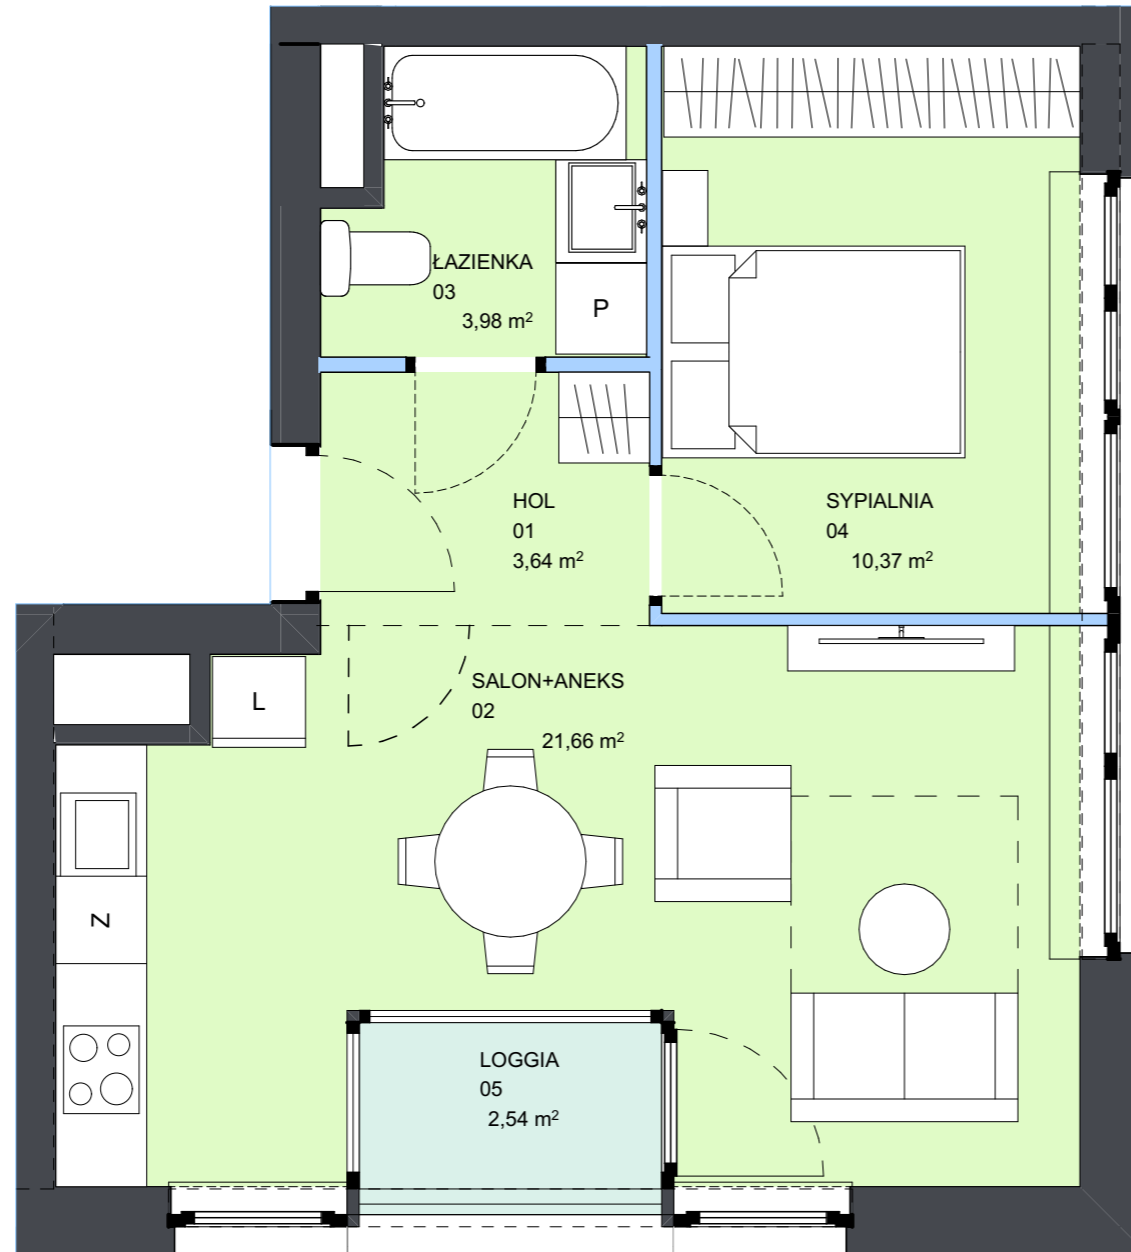 ŁAZIENKA
03
3,98 m²
P
HOL
01
3,64 m²
SYPIALNIA
04
10,37 m²
L
SALON+ANEKS
02
21,66 m²
Z
LOGGIA
05
2,54 m²